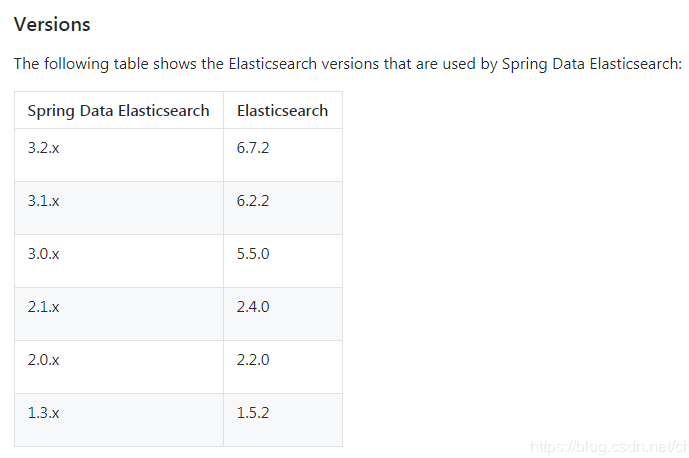 Versions
The following table shows the Elasticsearch versions that are used by Spring Data Elasticsearch:
Spring Data Elasticsearch Elasticsearch
3.2.x 6.7.2
3.1.x 6.2.2
3.0.x 5.5.0
2.1.x 2.4.0
2.0.x 2.2.0
1.3.x 1.5.2
https://blog.csdn.net/ch